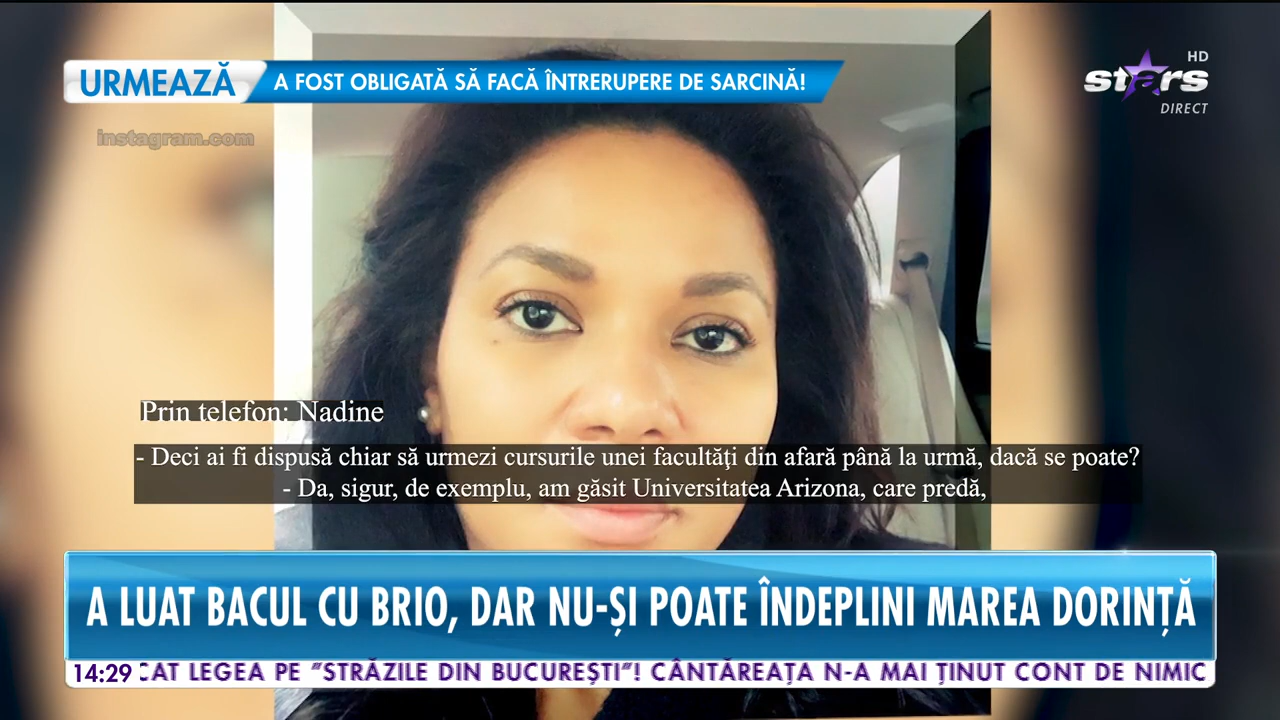 URMEAZĂ
A FOST OBLIGATĂ SĂ FACĂ ÎNTRERUPERE DE SARCINĂ!
HD
stars
DIRECT
instagram.com
Prin telefon: Nadine
- Deci ai fi dispusă chiar să urmezi cursurile unei facultăţi din afară până la urmă, dacă se poate?
- Da, sigur, de exemplu, am găsit Universitatea Arizona, care predă,
A LUAT BACUL CU BRIO, DAR NU-ȘI POATE ÎNDEPLINI MAREA DORINȚĂ
14:29
CAT LEGEA PE "STRĂZILE DIN BUCUREȘTI"! CÂNTĂREAȚA N-A MAI ȚINUT CONT DE NIMIC